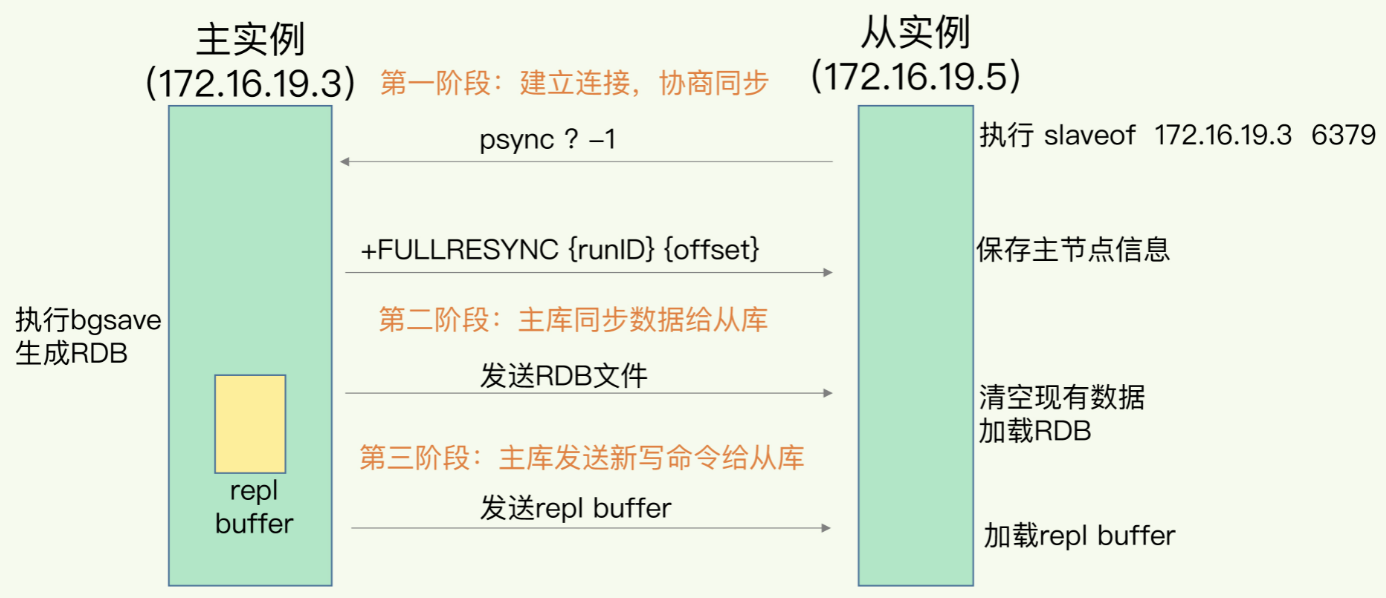 主实例
(172.16.19.3)
从实例
(172.16.19.5)
第一阶段：建立连接，协商同步
执行 slaveof 172.16.19.3 6379
psync ? –1
+FULLRESYNC {runID} {offset}
保存主节点信息
执行bgsave
生成RDB
第二阶段：主库同步数据给从库
发送RDB文件
清空现有数据
加载RDB
第三阶段：主库发送新写命令给从库
repl
buffer
发送repl buffer
加载repl buffer